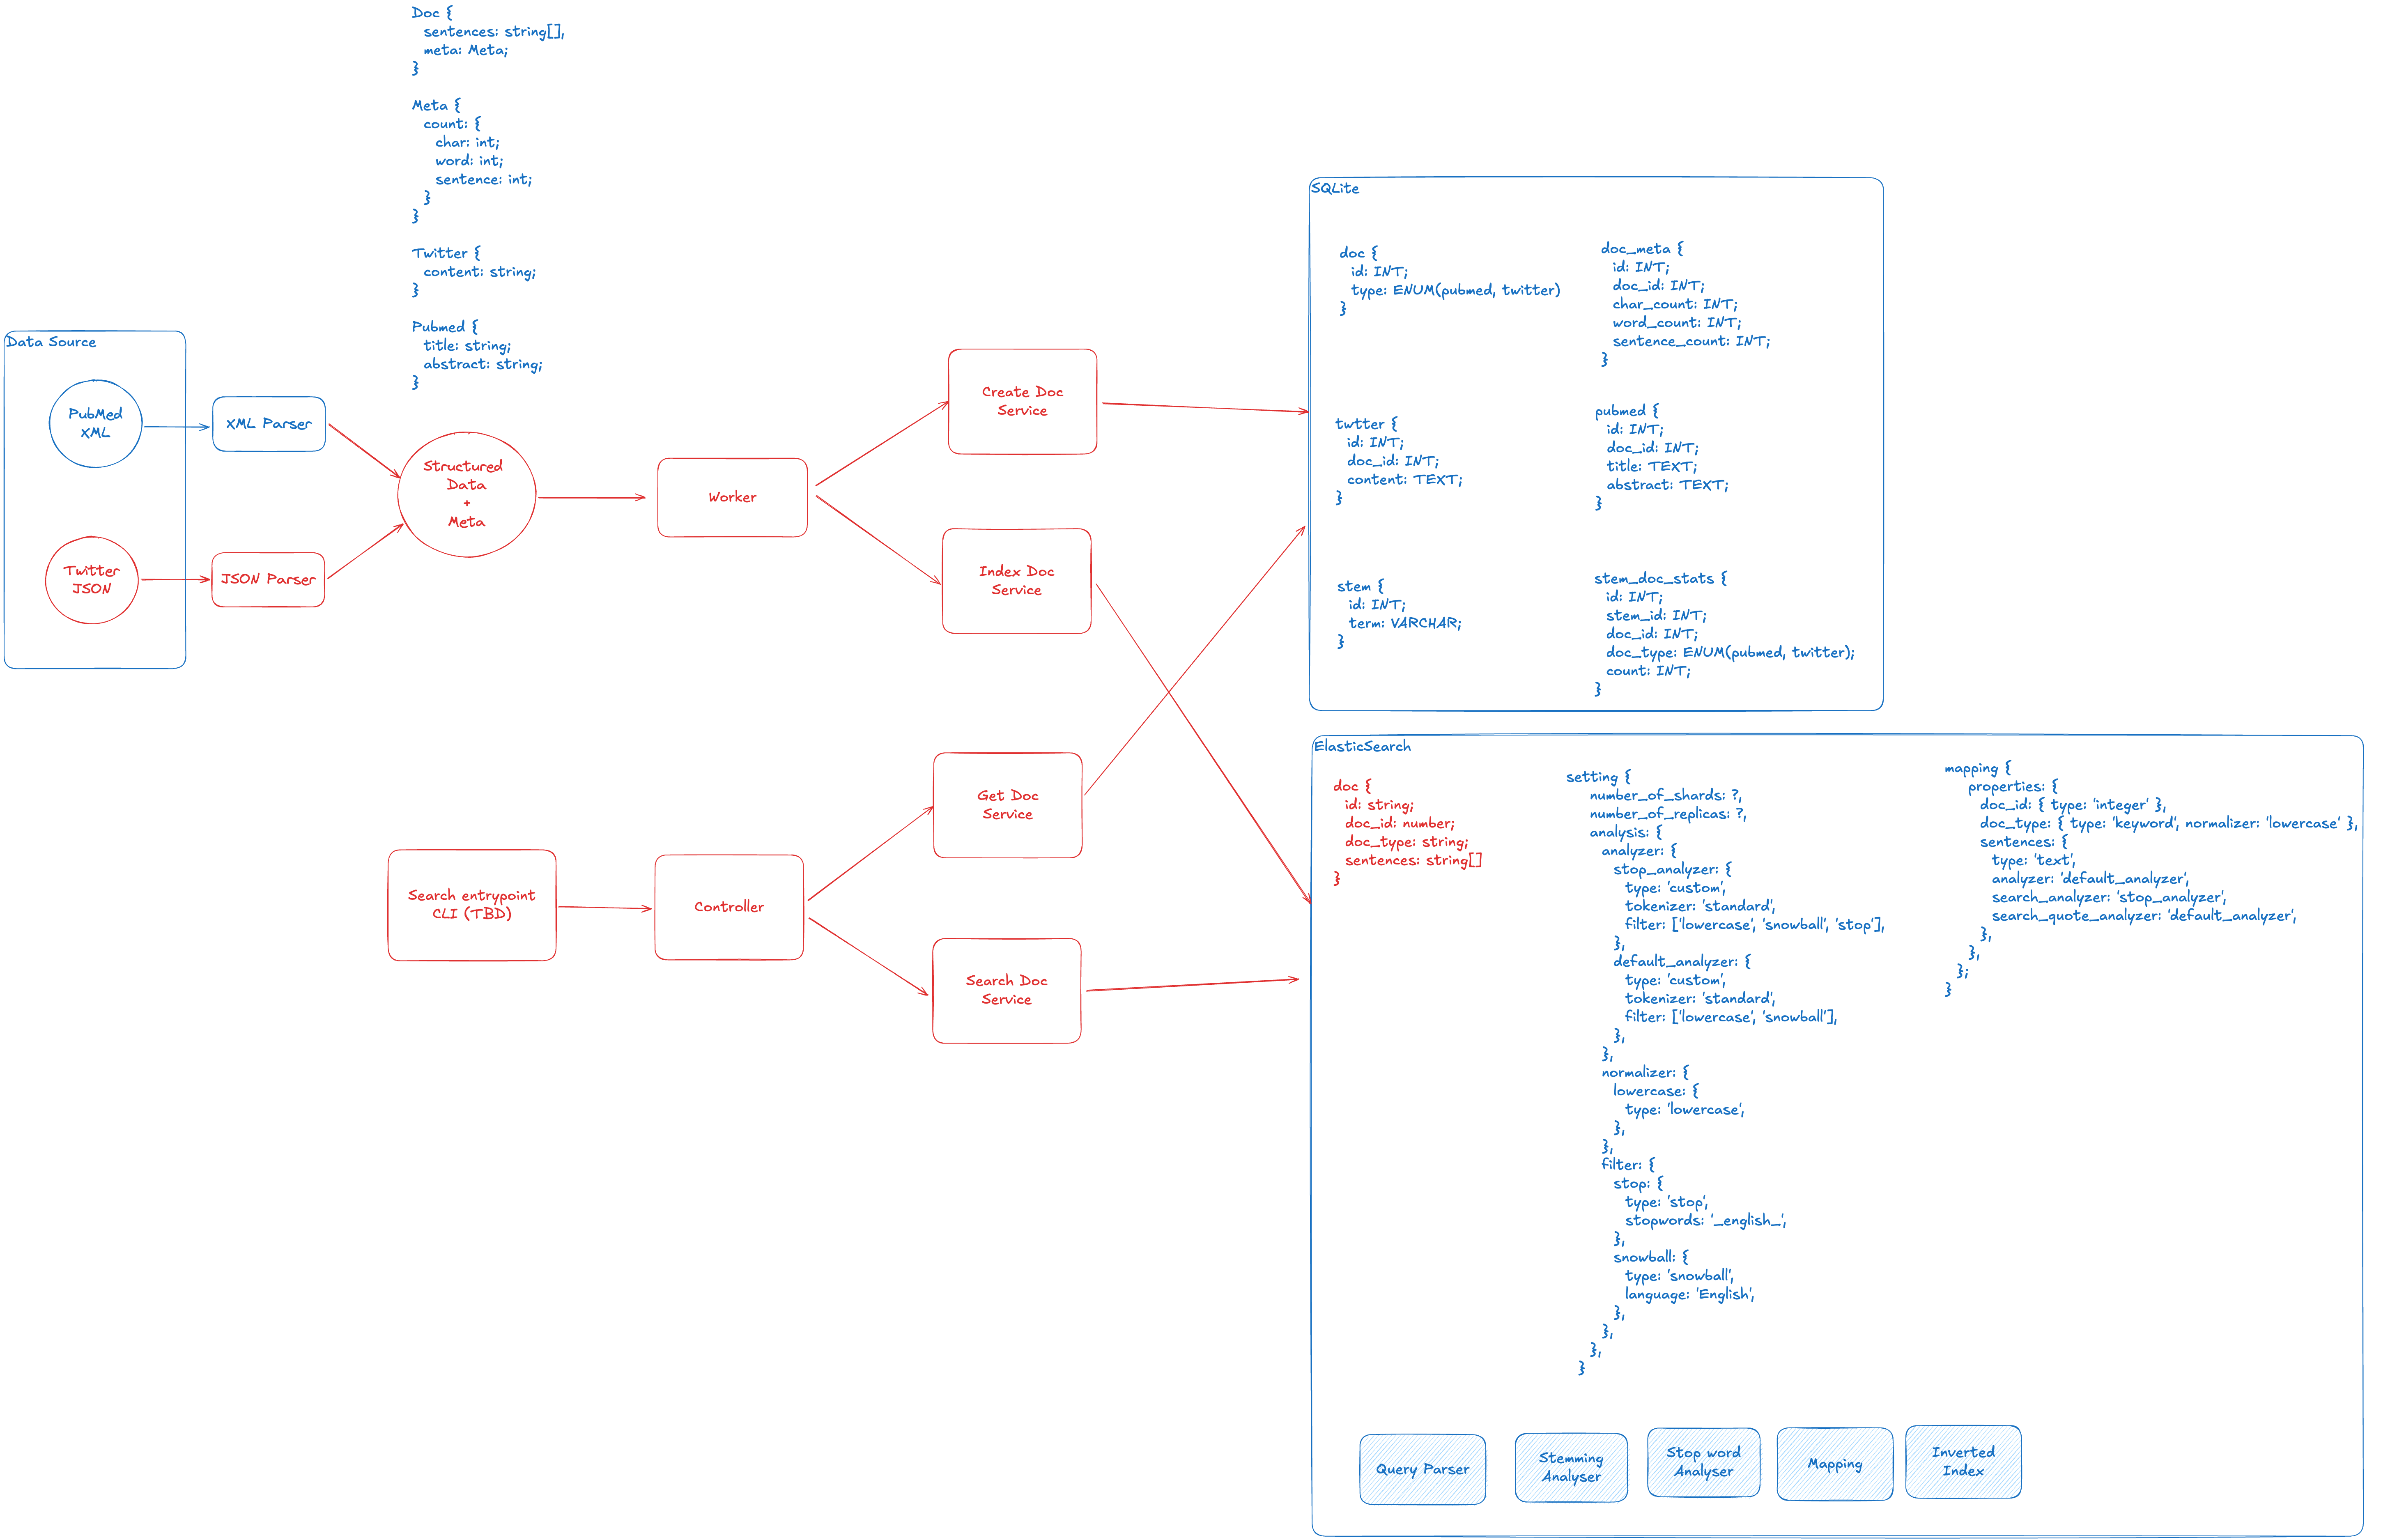 Doc {
sentences: string[],
meta: Meta;
}
Meta {
count: {
char: int;
word: int;
sentence: int;
}
}
Twitter {
content: string;
}
Pubmed {
title: string;
abstract: string;
}
Data Source
PubMed
XML
XML Parser
Twitter
JSON
JSON Parser
Structured
Data
+
Meta
Worker
Create Doc
Service
Index Doc
Service
Search entrypoint
CLI (TBD)
Controller
Get Doc
Service
Search Doc
Service
SQLite
doc {
id: INT;
type: ENUM(pubmed, twitter)
}
doc_meta {
id: INT;
doc_id: INT;
char_count: INT;
word_count: INT;
sentence_count: INT;
}
twtter {
id: INT;
doc_id: INT;
content: TEXT;
}
pubmed {
id: INT;
doc_id: INT;
title: TEXT;
abstract: TEXT;
}
stem {
id: INT;
term: VARCHAR;
}
stem_doc_stats {
id: INT;
stem_id: INT;
doc_id: INT;
doc_type: ENUM(pubmed, twitter);
count: INT;
}
ElasticSearch
doc {
id: string;
doc_id: number;
doc_type: string;
sentences: string[]
}
setting {
number_of_shards: ?,
number_of_replicas: ?,
analysis: {
analyzer: {
stop_analyzer: {
type: 'custom',
tokenizer: 'standard',
filter: ['lowercase', 'snowball', 'stop'],
},
default_analyzer: {
type: 'custom',
tokenizer: 'standard',
filter: ['lowercase', 'snowball'],
},
},
normalizer: {
lowercase: {
type: 'lowercase',
},
},
filter: {
stop: {
type: 'stop',
stopwords: '_english_',
},
snowball: {
type: 'snowball',
language: 'English',
},
},
},
}
mapping {
properties: {
doc_id: { type: 'integer' },
doc_type: { type: 'keyword', normalizer: 'lowercase' },
sentences: {
type: 'text',
analyzer: 'default_analyzer',
search_analyzer: 'stop_analyzer',
search_quote_analyzer: 'default_analyzer',
},
},
};
}
Query Parser
Stemming
Analyser
Stop word
Analyser
Mapping
Inverted
Index